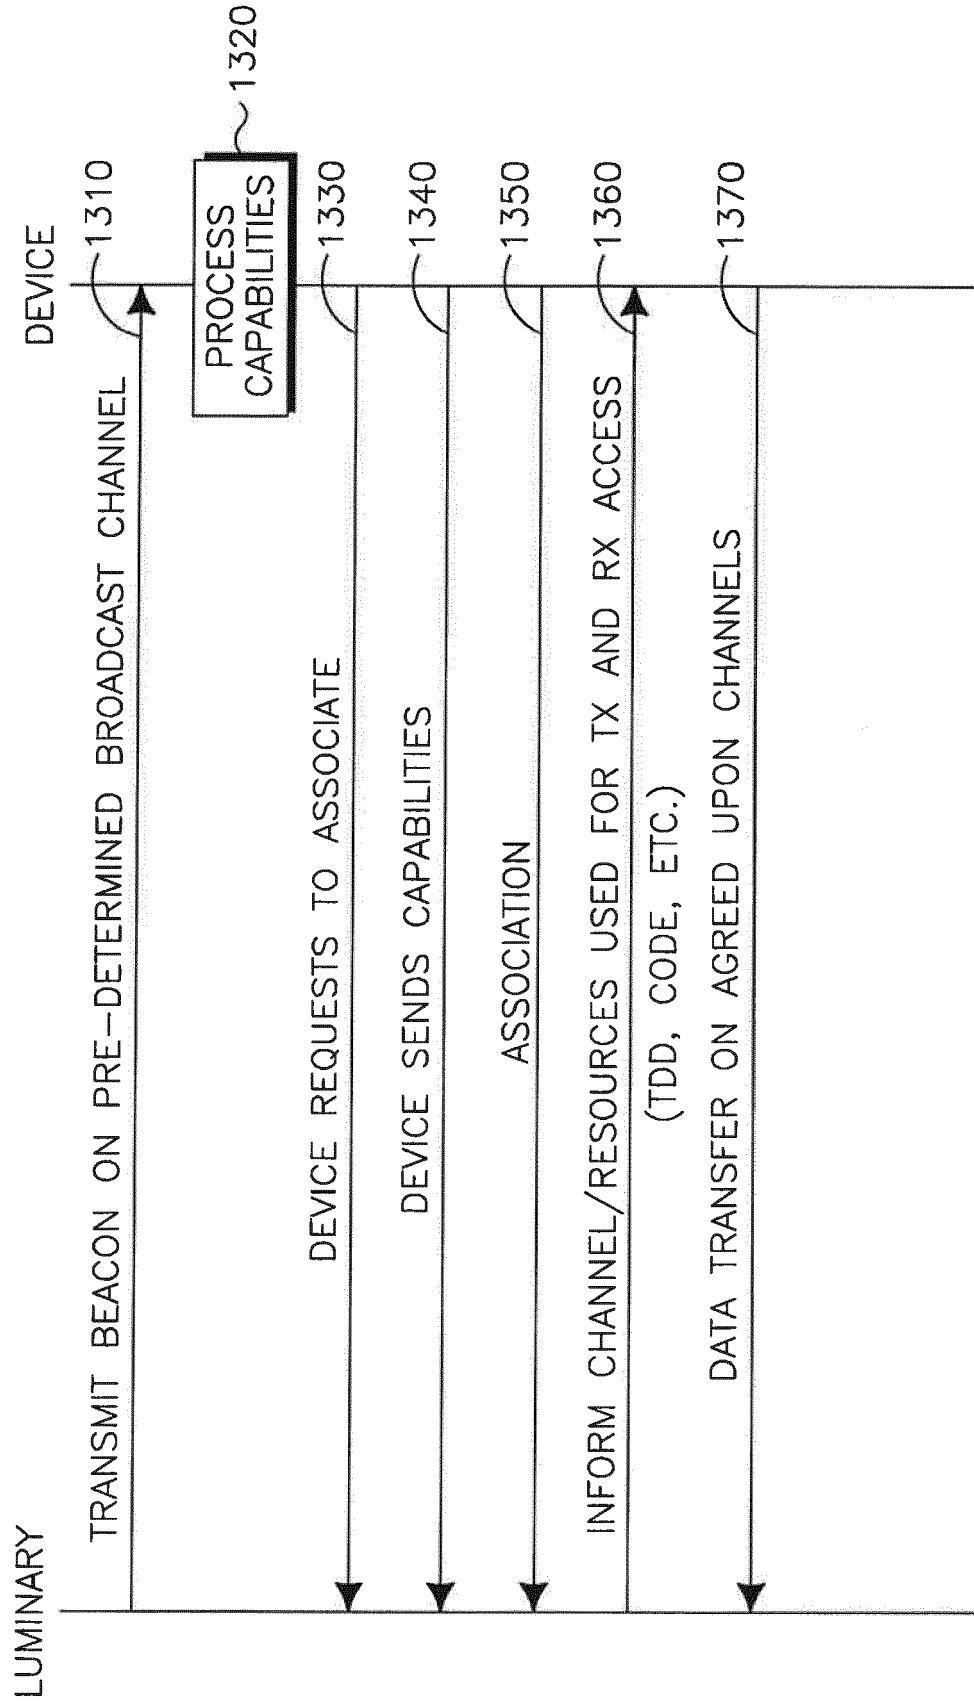 LUMINARY
DEVICE
TRANSMIT BEACON ON PRE-DETERMINED BROADCAST CHANNEL
1310
PROCESS
CAPABILITIES
1320
DEVICE REQUESTS TO ASSOCIATE
1330
DEVICE SENDS CAPABILITIES
1340
ASSOCIATION
1350
INFORM CHANNEL/RESOURCES USED FOR TX AND RX ACCESS
1360
(TDD, CODE, ETC.)
DATA TRANSFER ON AGREED UPON CHANNELS
1370